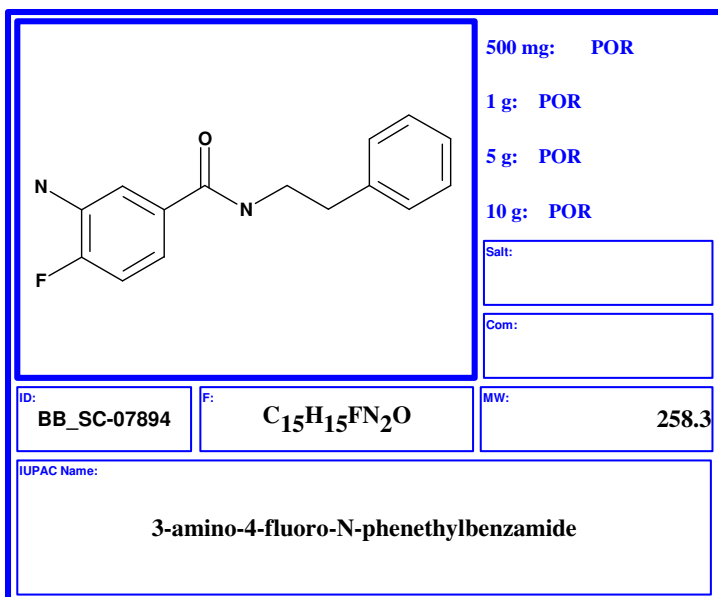 500 mg: POR
1 g: POR
5 g: POR
10 g: POR
O
N
N
F
Salt:
Com:
ID:
BB_SC-07894
F:
C15H15FN2O
MW:
258.3
IUPAC Name:
3-amino-4-fluoro-N-phenethylbenzamide